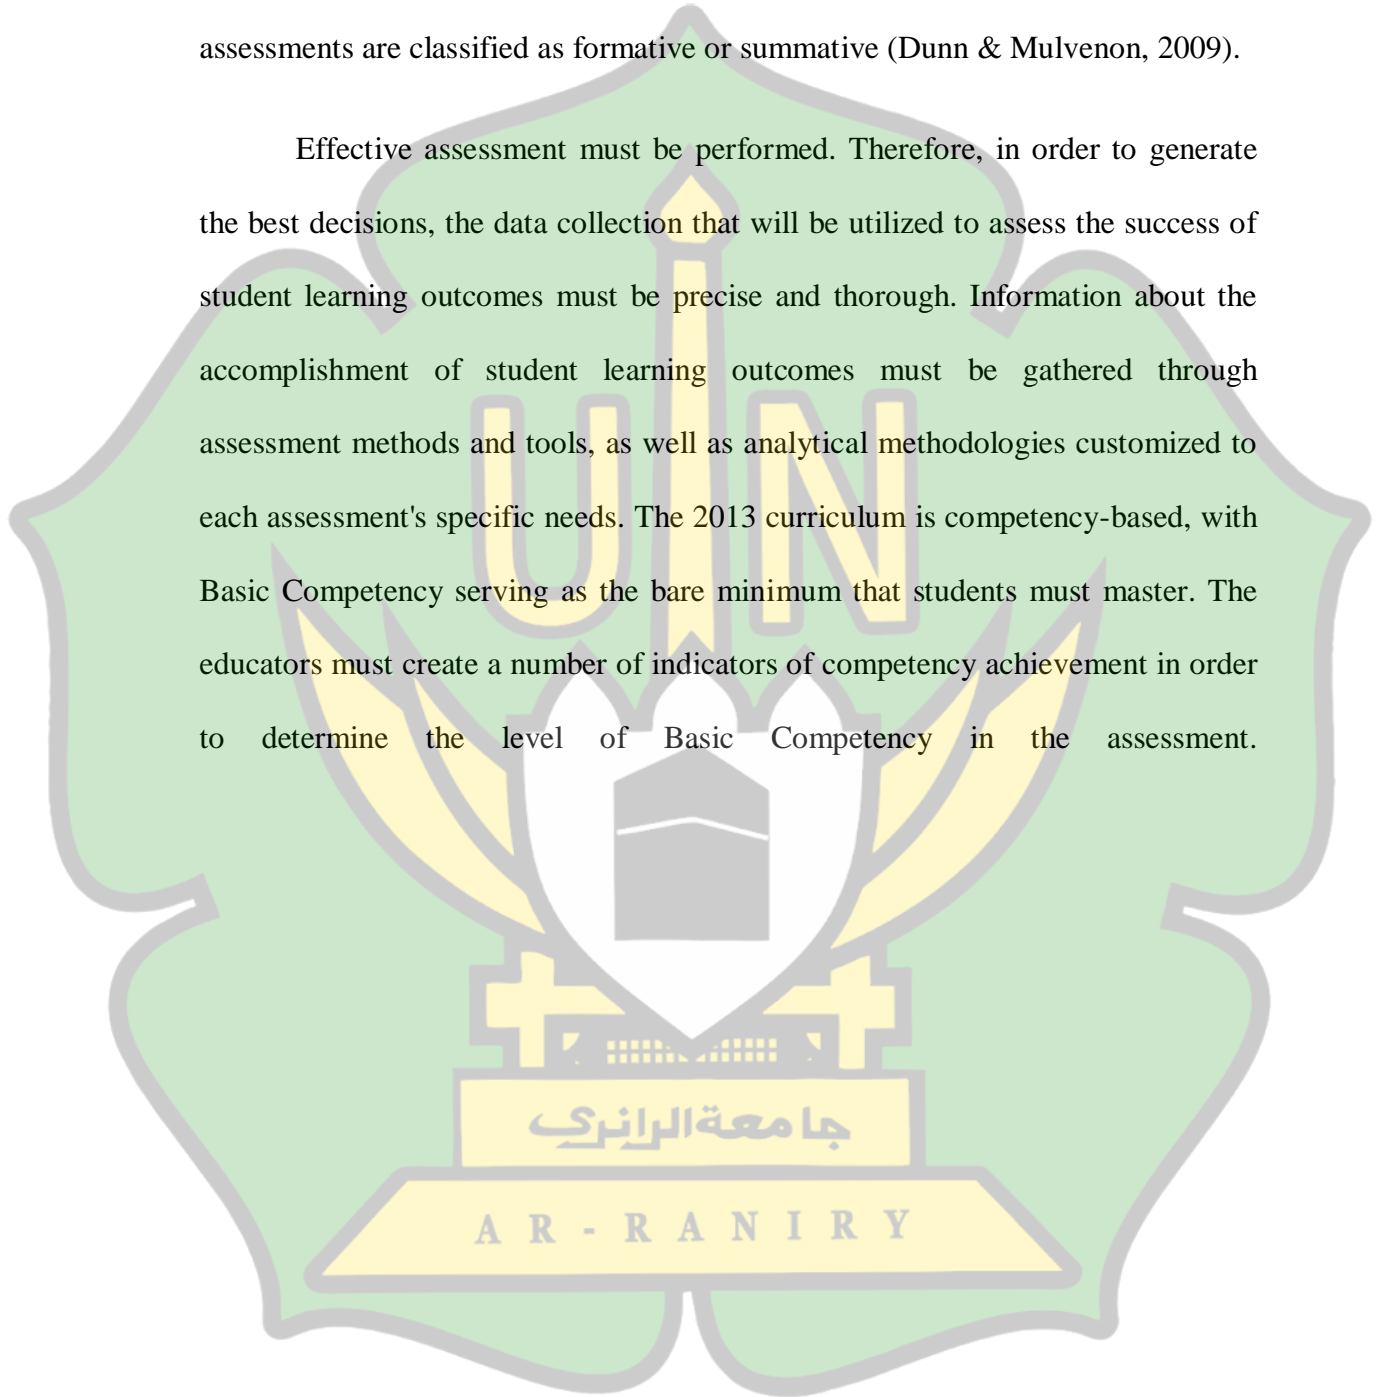 assessments are classified as formative or summative (Dunn & Mulvenon, 2009).
Effective assessment must be performed. Therefore, in order to generate
the best decisions, the data collection that will be utilized to assess the success of
student learning outcomes must be precise and thorough. Information about the
accomplishment of student learning outcomes must be gathered through
assessment methods and tools, as well as analytical methodologies customized to
each assessment's specific needs. The 2013 curriculum is competency-based, with
Basic Competency serving as the bare minimum that students must master. The
educators must create a number of indicators of competency achievement in order
to determine the level of Basic Competency in the assessment.
UIN
جامعةالرانرك
AR-RANIRY